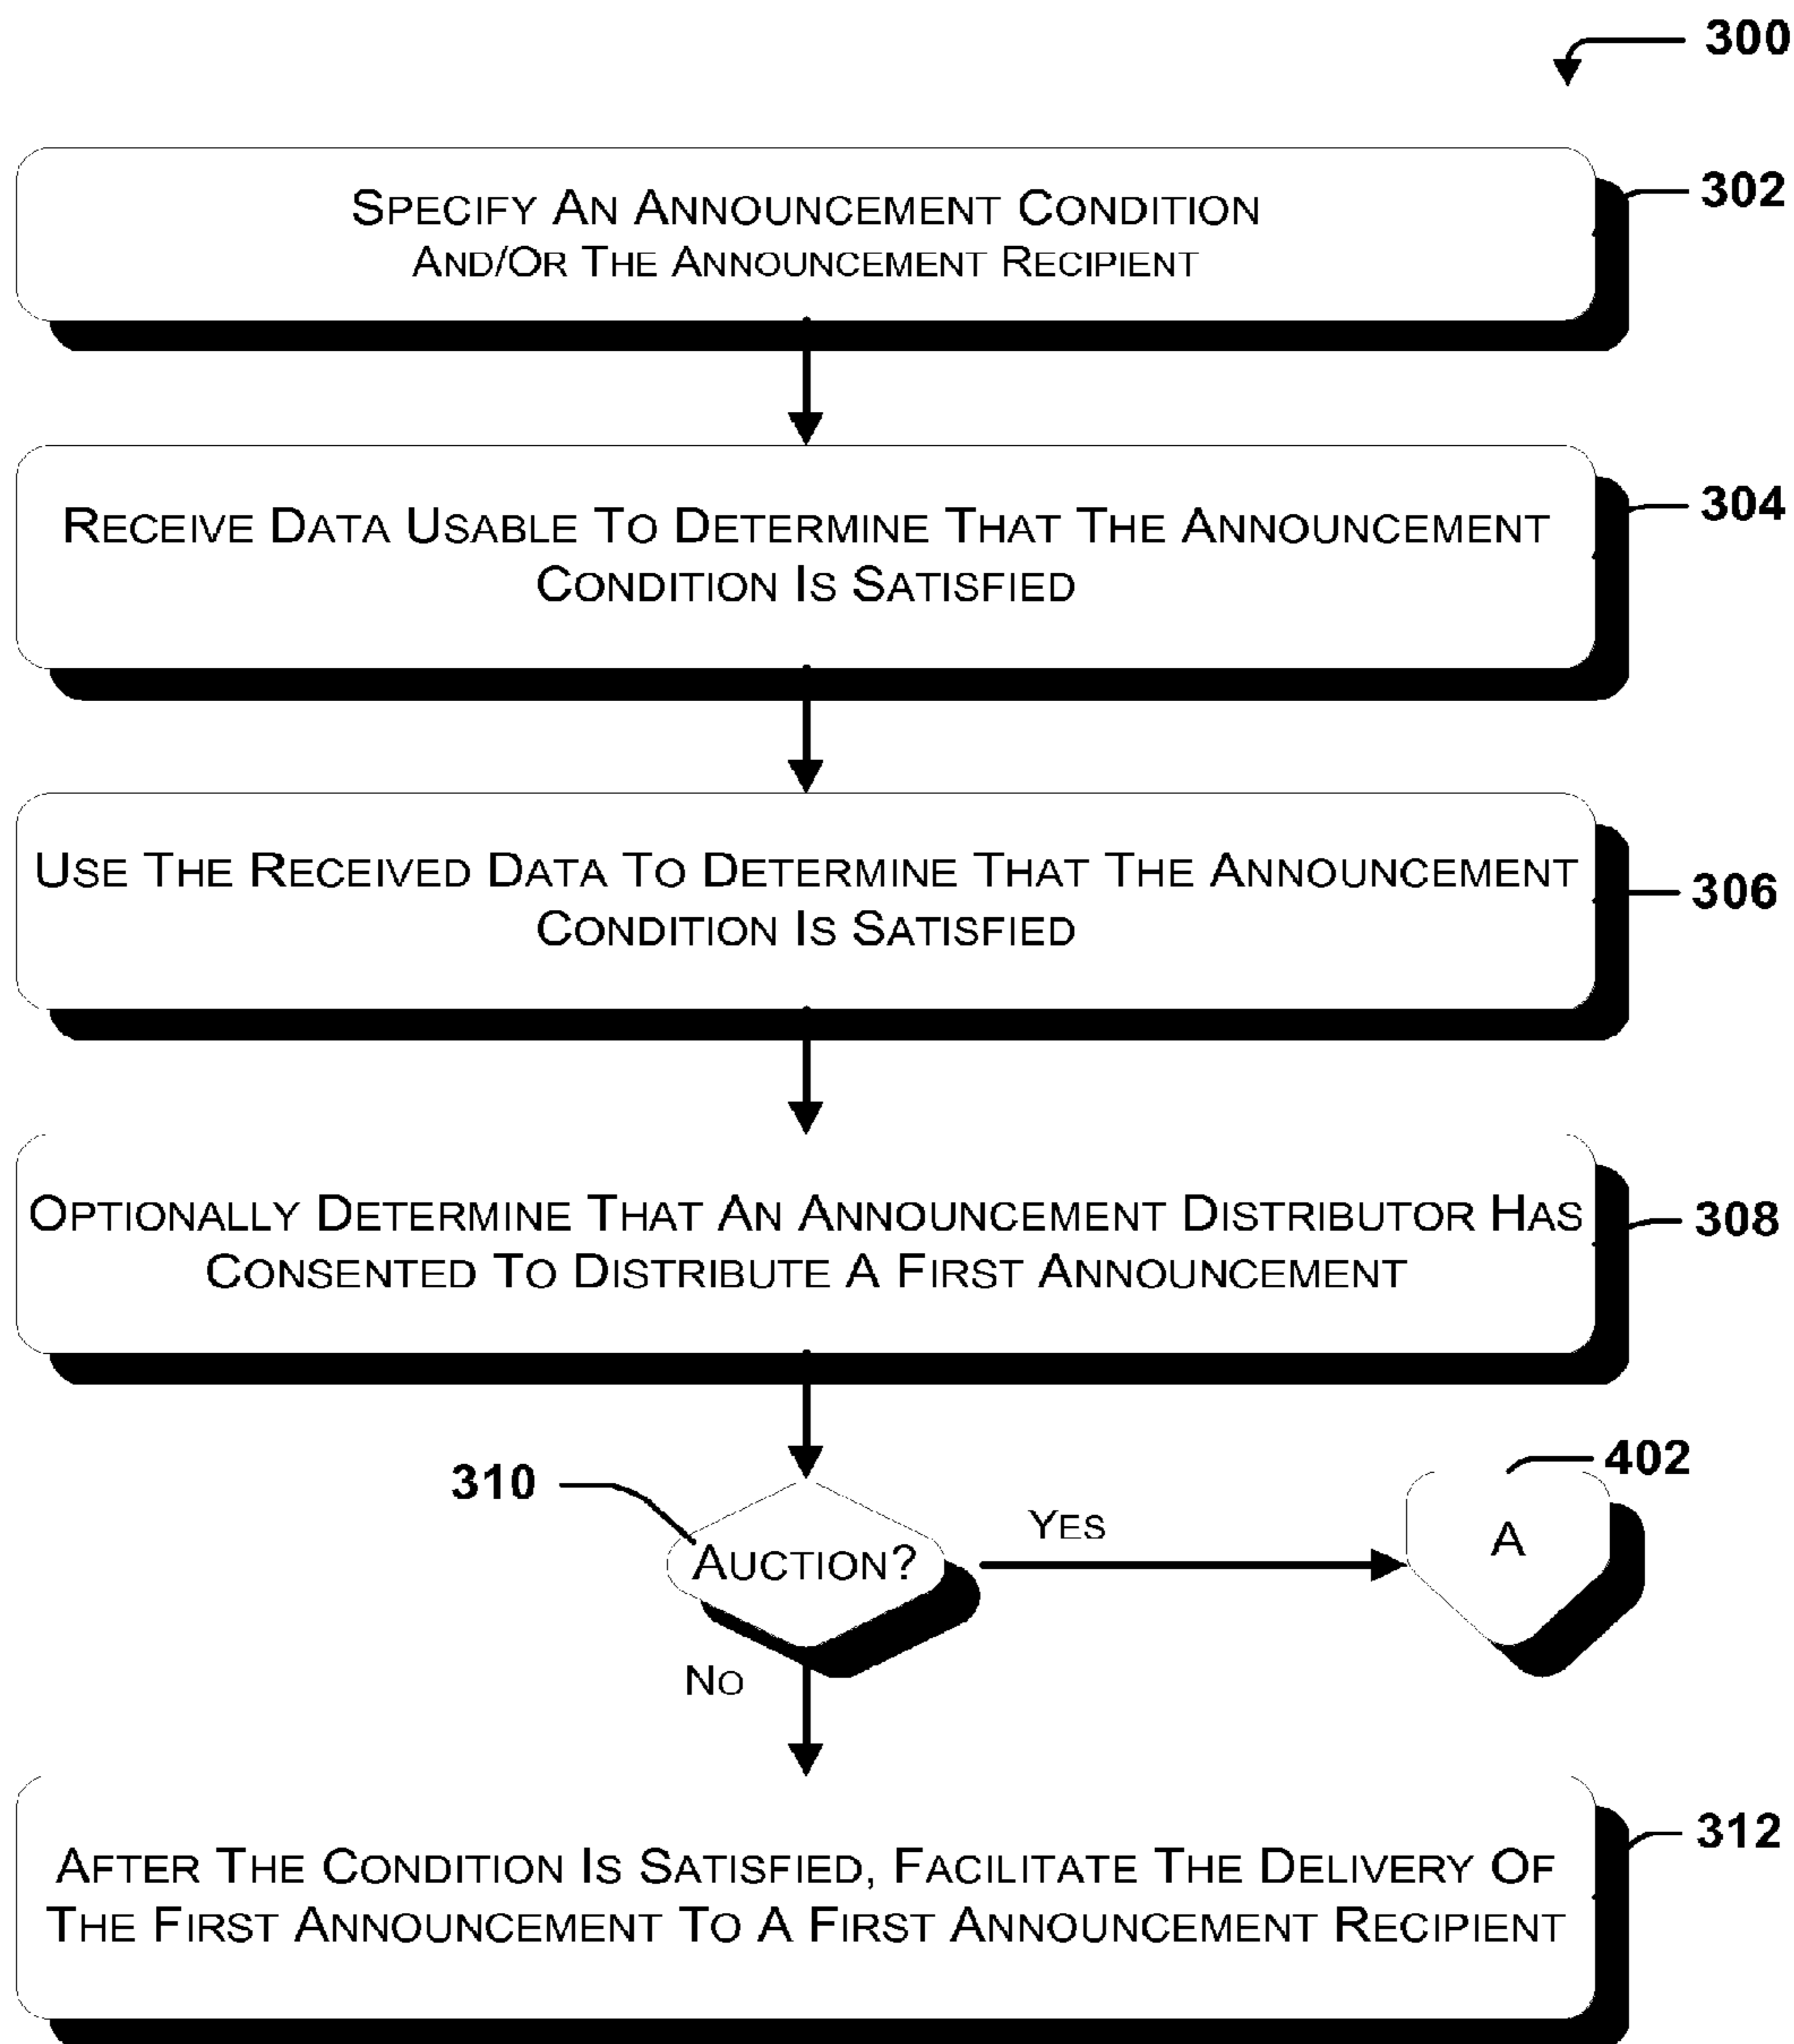 300
SPECIFY AN ANNOUNCEMENT CONDITION
AND/OR THE ANNOUNCEMENT RECIPIENT
302
RECEIVE DATA USABLE TO DETERMINE THAT THE ANNOUNCEMENT
CONDITION IS SATISFIED
304
USE THE RECEIVED DATA TO DETERMINE THAT THE ANNOUNCEMENT
CONDITION IS SATISFIED
306
OPTIONALLY DETERMINE THAT AN ANNOUNCEMENT DISTRIBUTOR HAS
CONSENTED TO DISTRIBUTE A FIRST ANNOUNCEMENT
308
310
AUCTION?
YES
402
A
NO
AFTER THE CONDITION IS SATISFIED, FACILITATE THE DELIVERY OF
THE FIRST ANNOUNCEMENT TO A FIRST ANNOUNCEMENT RECIPIENT
312